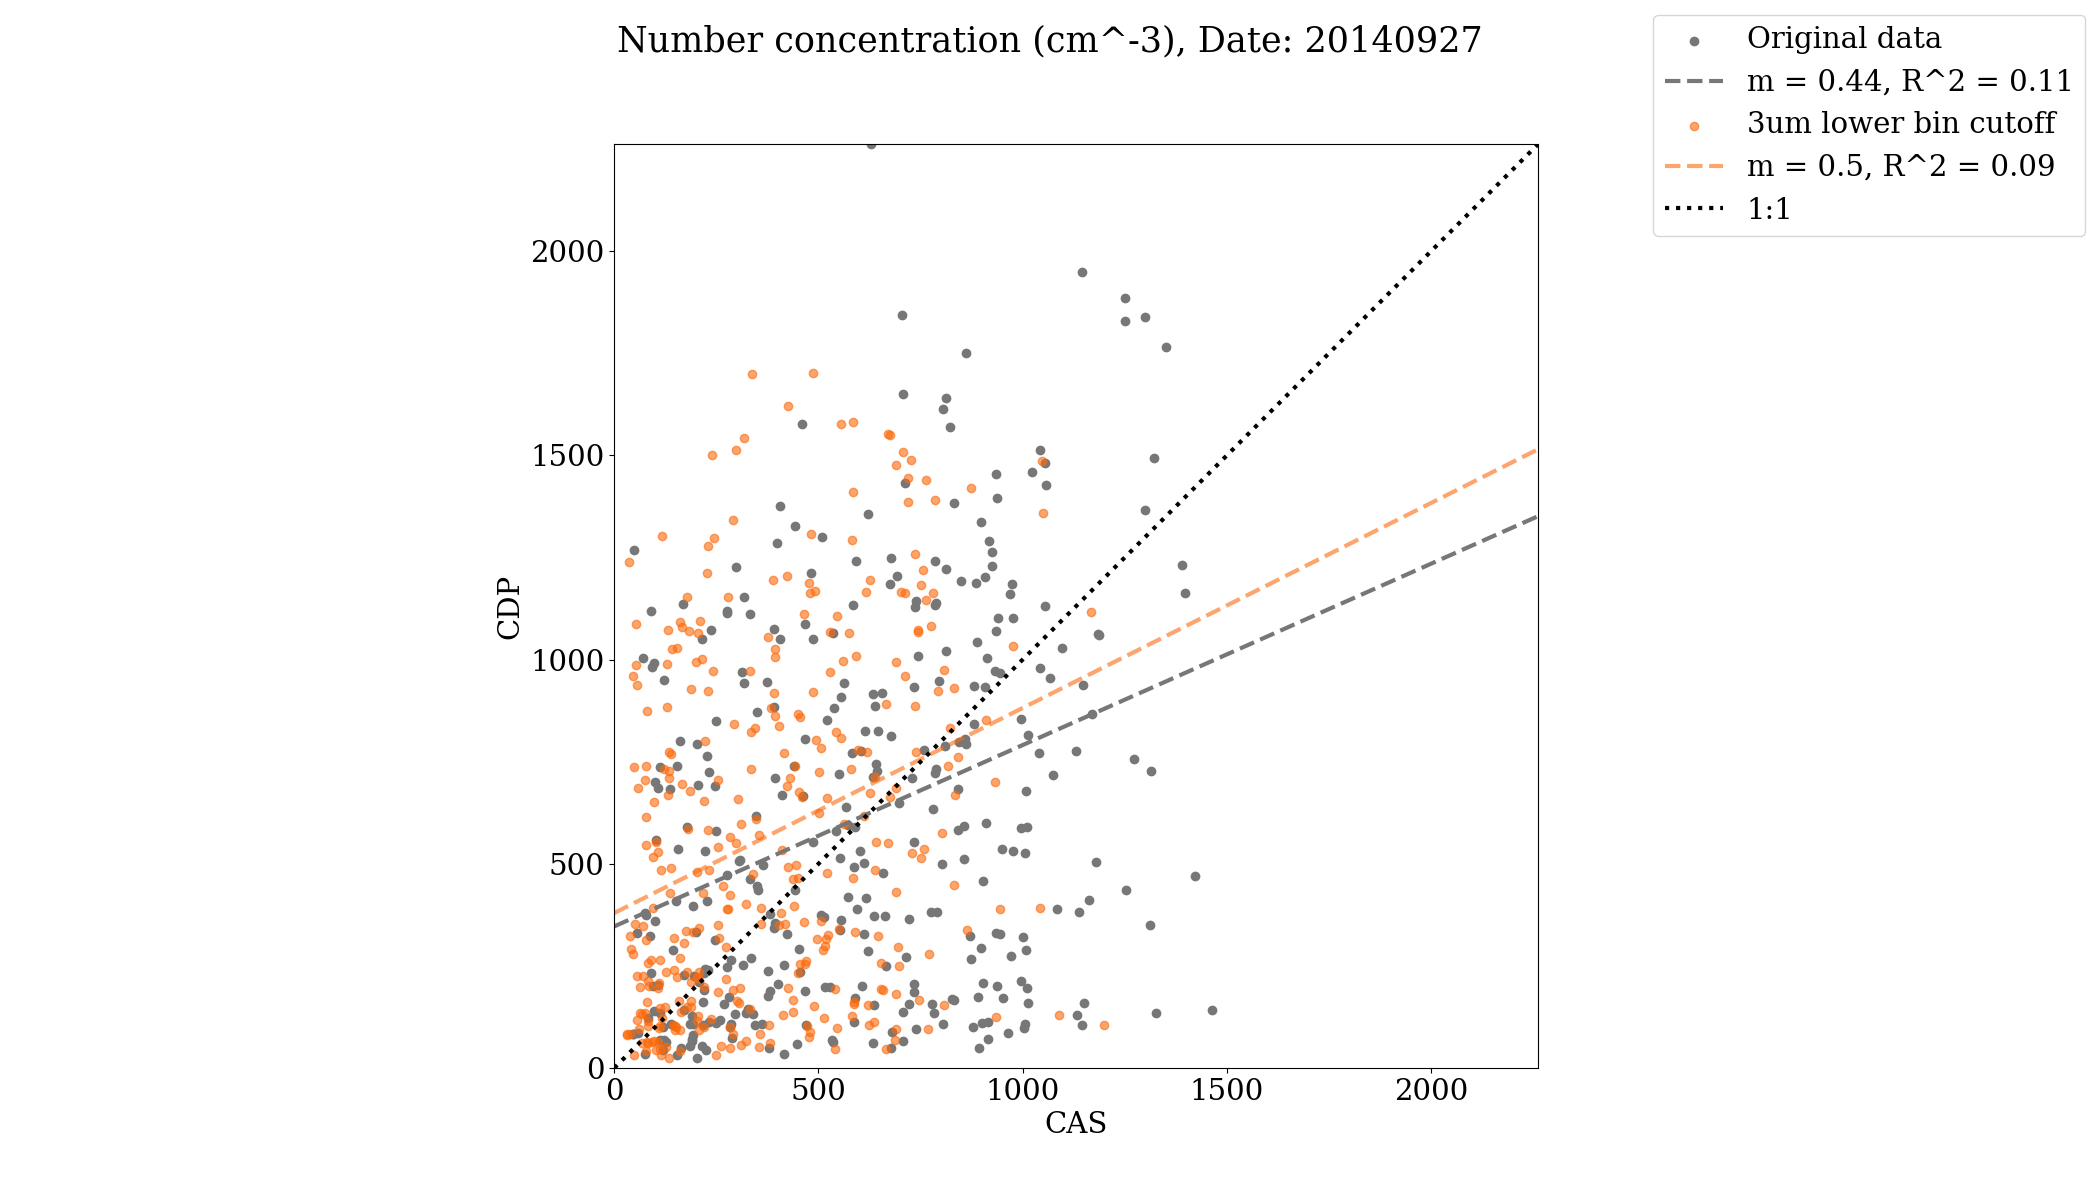 Number concentration (cm^-3), Date: 20140927
Original data
m = 0.44, R^2 = 0.11
3um lower bin cutoff
m = 0.5, R^2 = 0.09
1:1
2000
1500
1000
500
0
CDP
0 500 1000 1500 2000
CAS